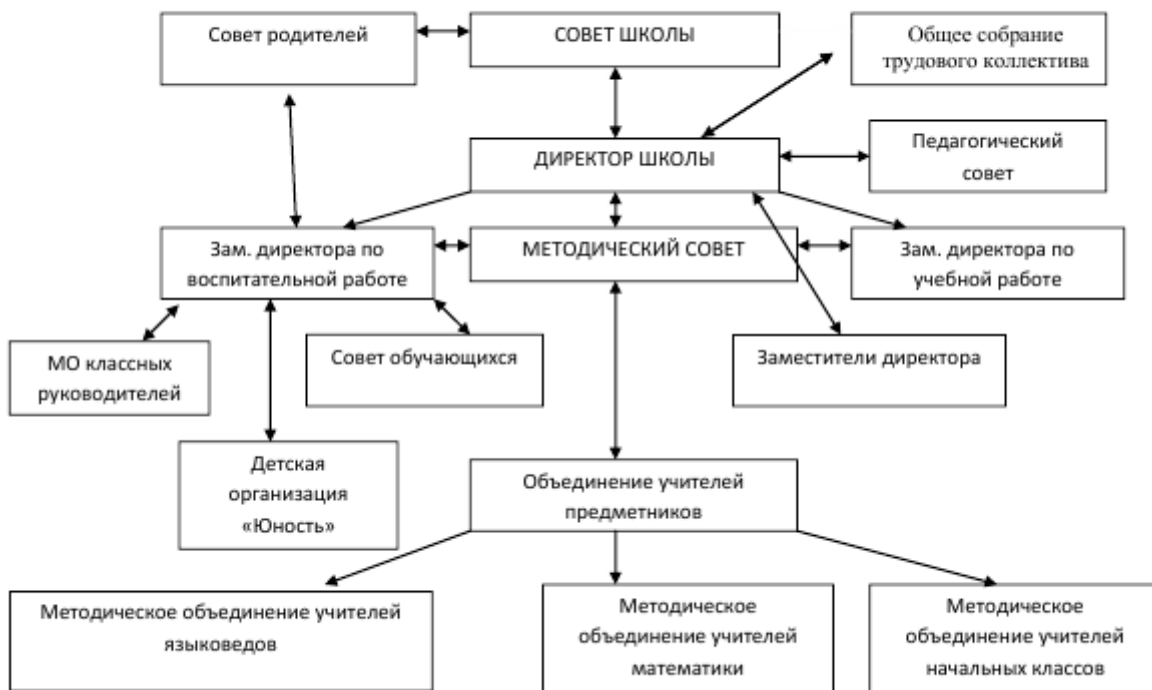 Совет родителей
СОВЕТ ШКОЛЫ
Общее собрание
трудового коллектива
ДИРЕКТОР ШКОЛЫ
Педагогический
совет
Зам. директора по
воспитательной работе
МЕТОДИЧЕСКИЙ СОВЕТ
Зам. директора по
учебной работе
МО классных
руководителей
Совет обучающихся
Заместители директора
Детская
организация
«Юность»
Объединение учителей
предметников
Методическое объединение учителей
языковедов
Методическое
объединение учителей
математики
Методическое
объединение учителей
начальных классов